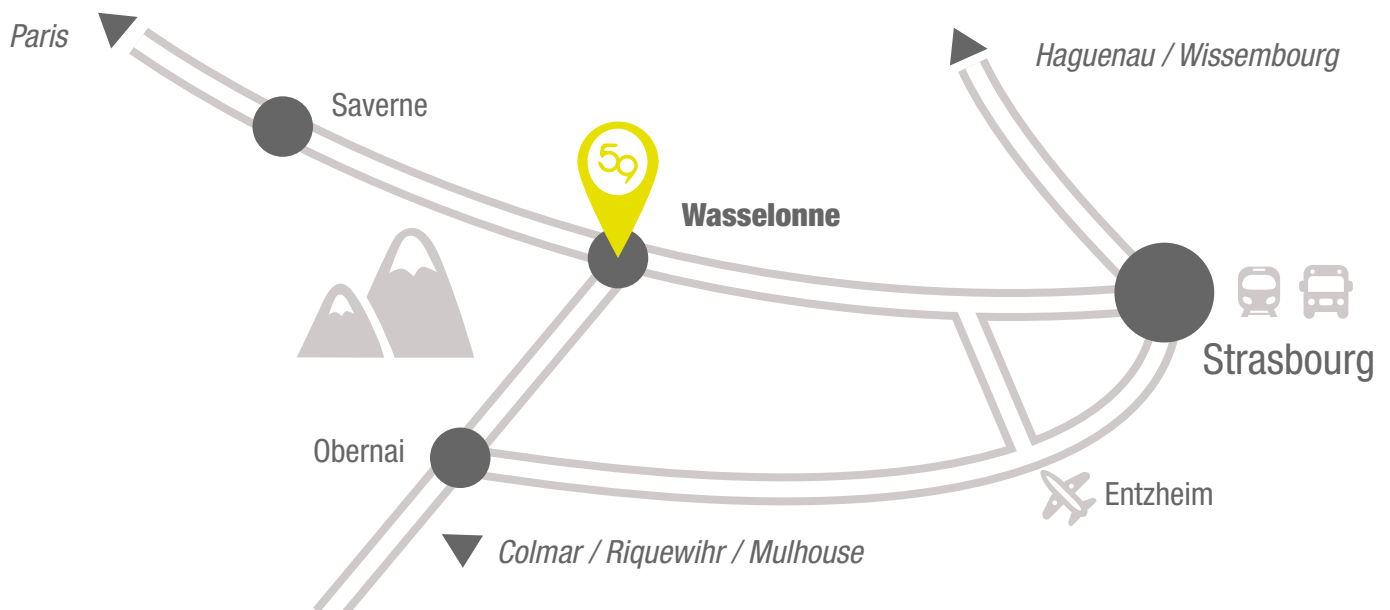 Paris
Haguenau / Wissembourg
Saverne
59
Wasselonne
Strasbourg
Obernai
Entzheim
Colmar / Riquewihr / Mulhouse